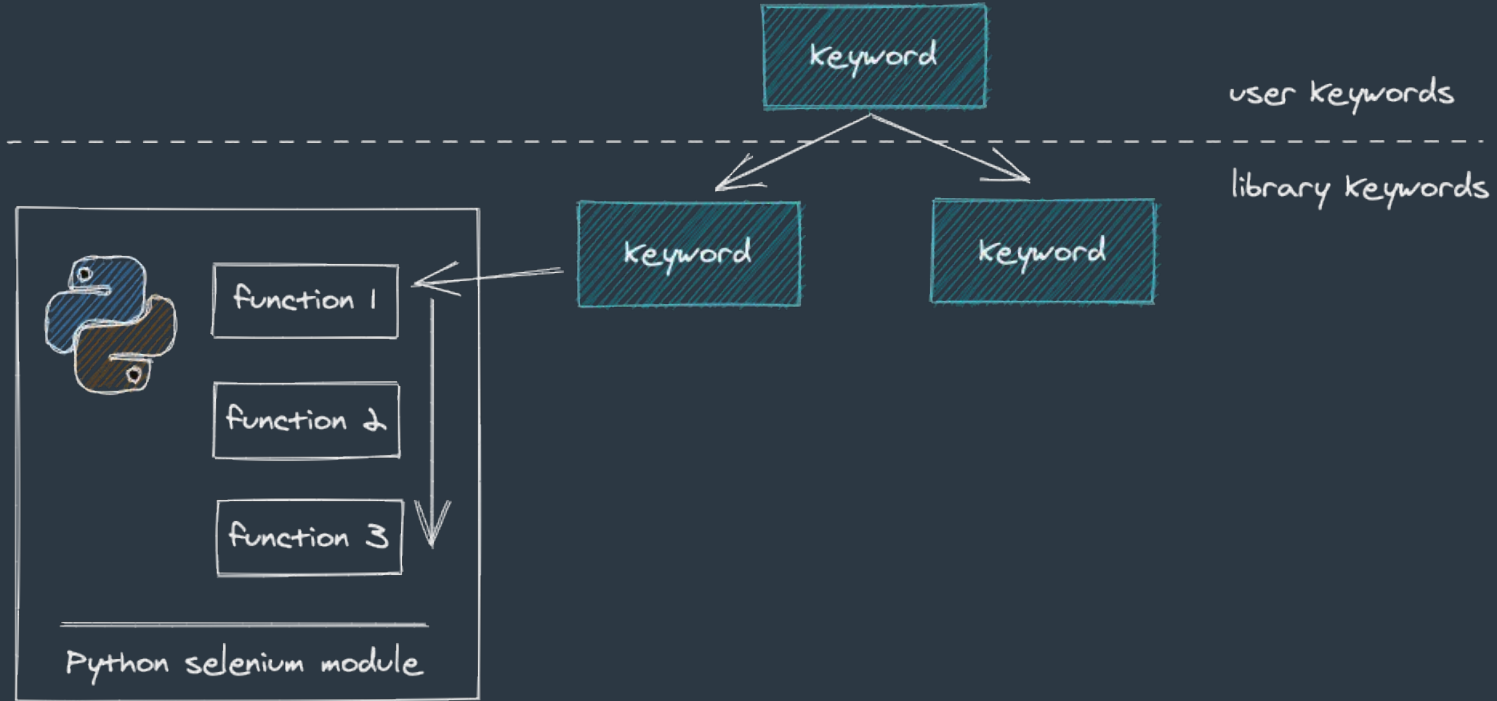 keyword
user keywords
library keywords
keyword
keyword
function 1
function 2
function 3
Python selenium module